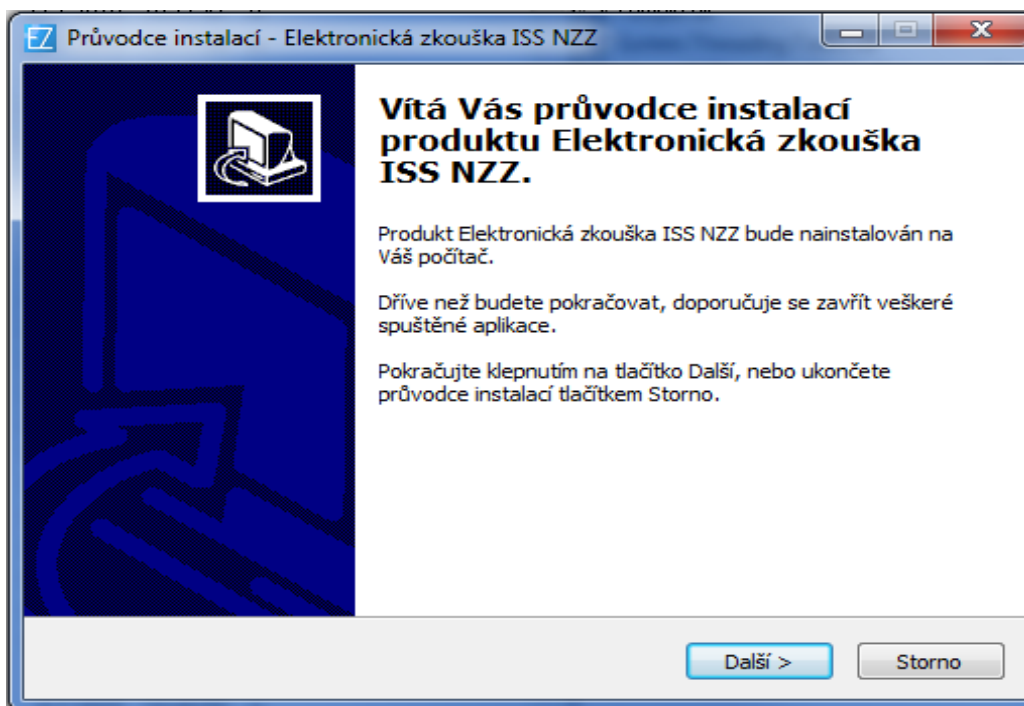 EZ Průvodce instalací - Elektronická zkouška ISS NZZ
Vítá Vás průvodce instalací
produktu Elektronická zkouška
ISS NZZ.
Produkt Elektronická zkouška ISS NZZ bude nainstalován na
Váš počítač.
Dříve než budete pokračovat, doporučuje se zavřít veškeré
spuštěné aplikace.
Pokračujte klepnutím na tlačítko Další, nebo ukončete
průvodce instalací tlačítkem Storno.
Další >
Storno